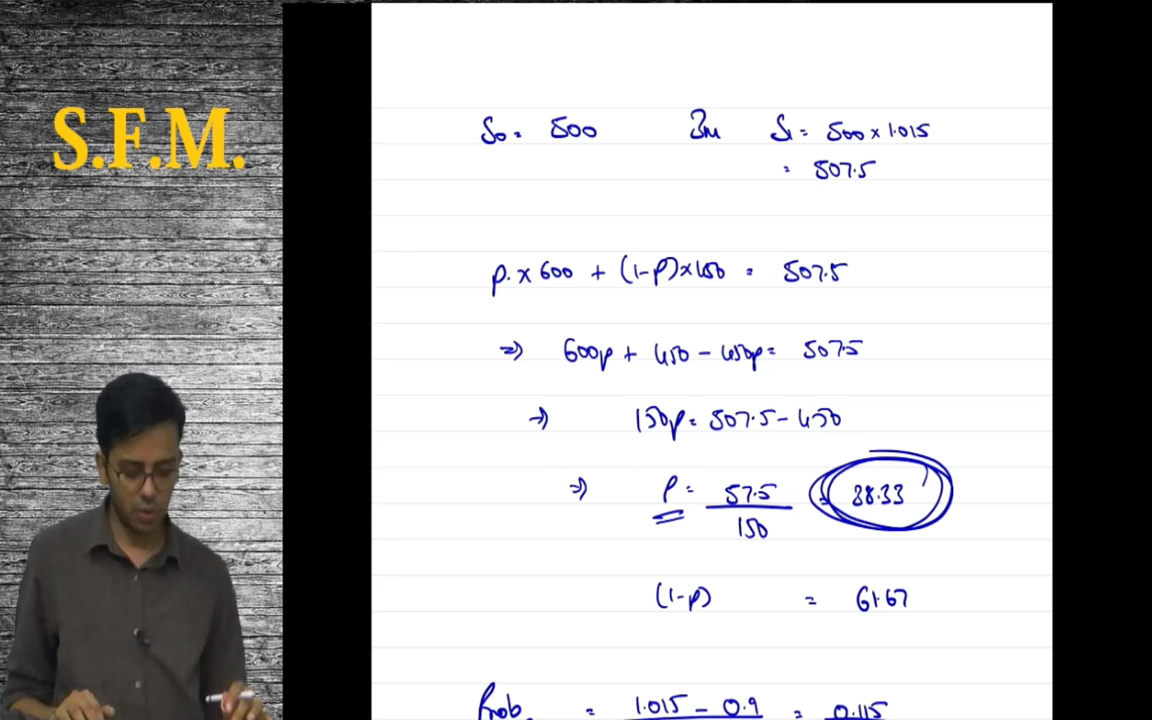 S.F.M.
S₀ = 500 3m S₁ = 500 x 1.015
= 507.5
p. x 600 + (1-p) x 450 = 507.5
⇒ 600p + 450 - 450p = 507.5
⇒ 150p = 507.5 - 450
⇒ p = 57.5 / 150 = 38.33
(1-p) = 61.67
Prob. = 1.015 - 0.9 = 0.115